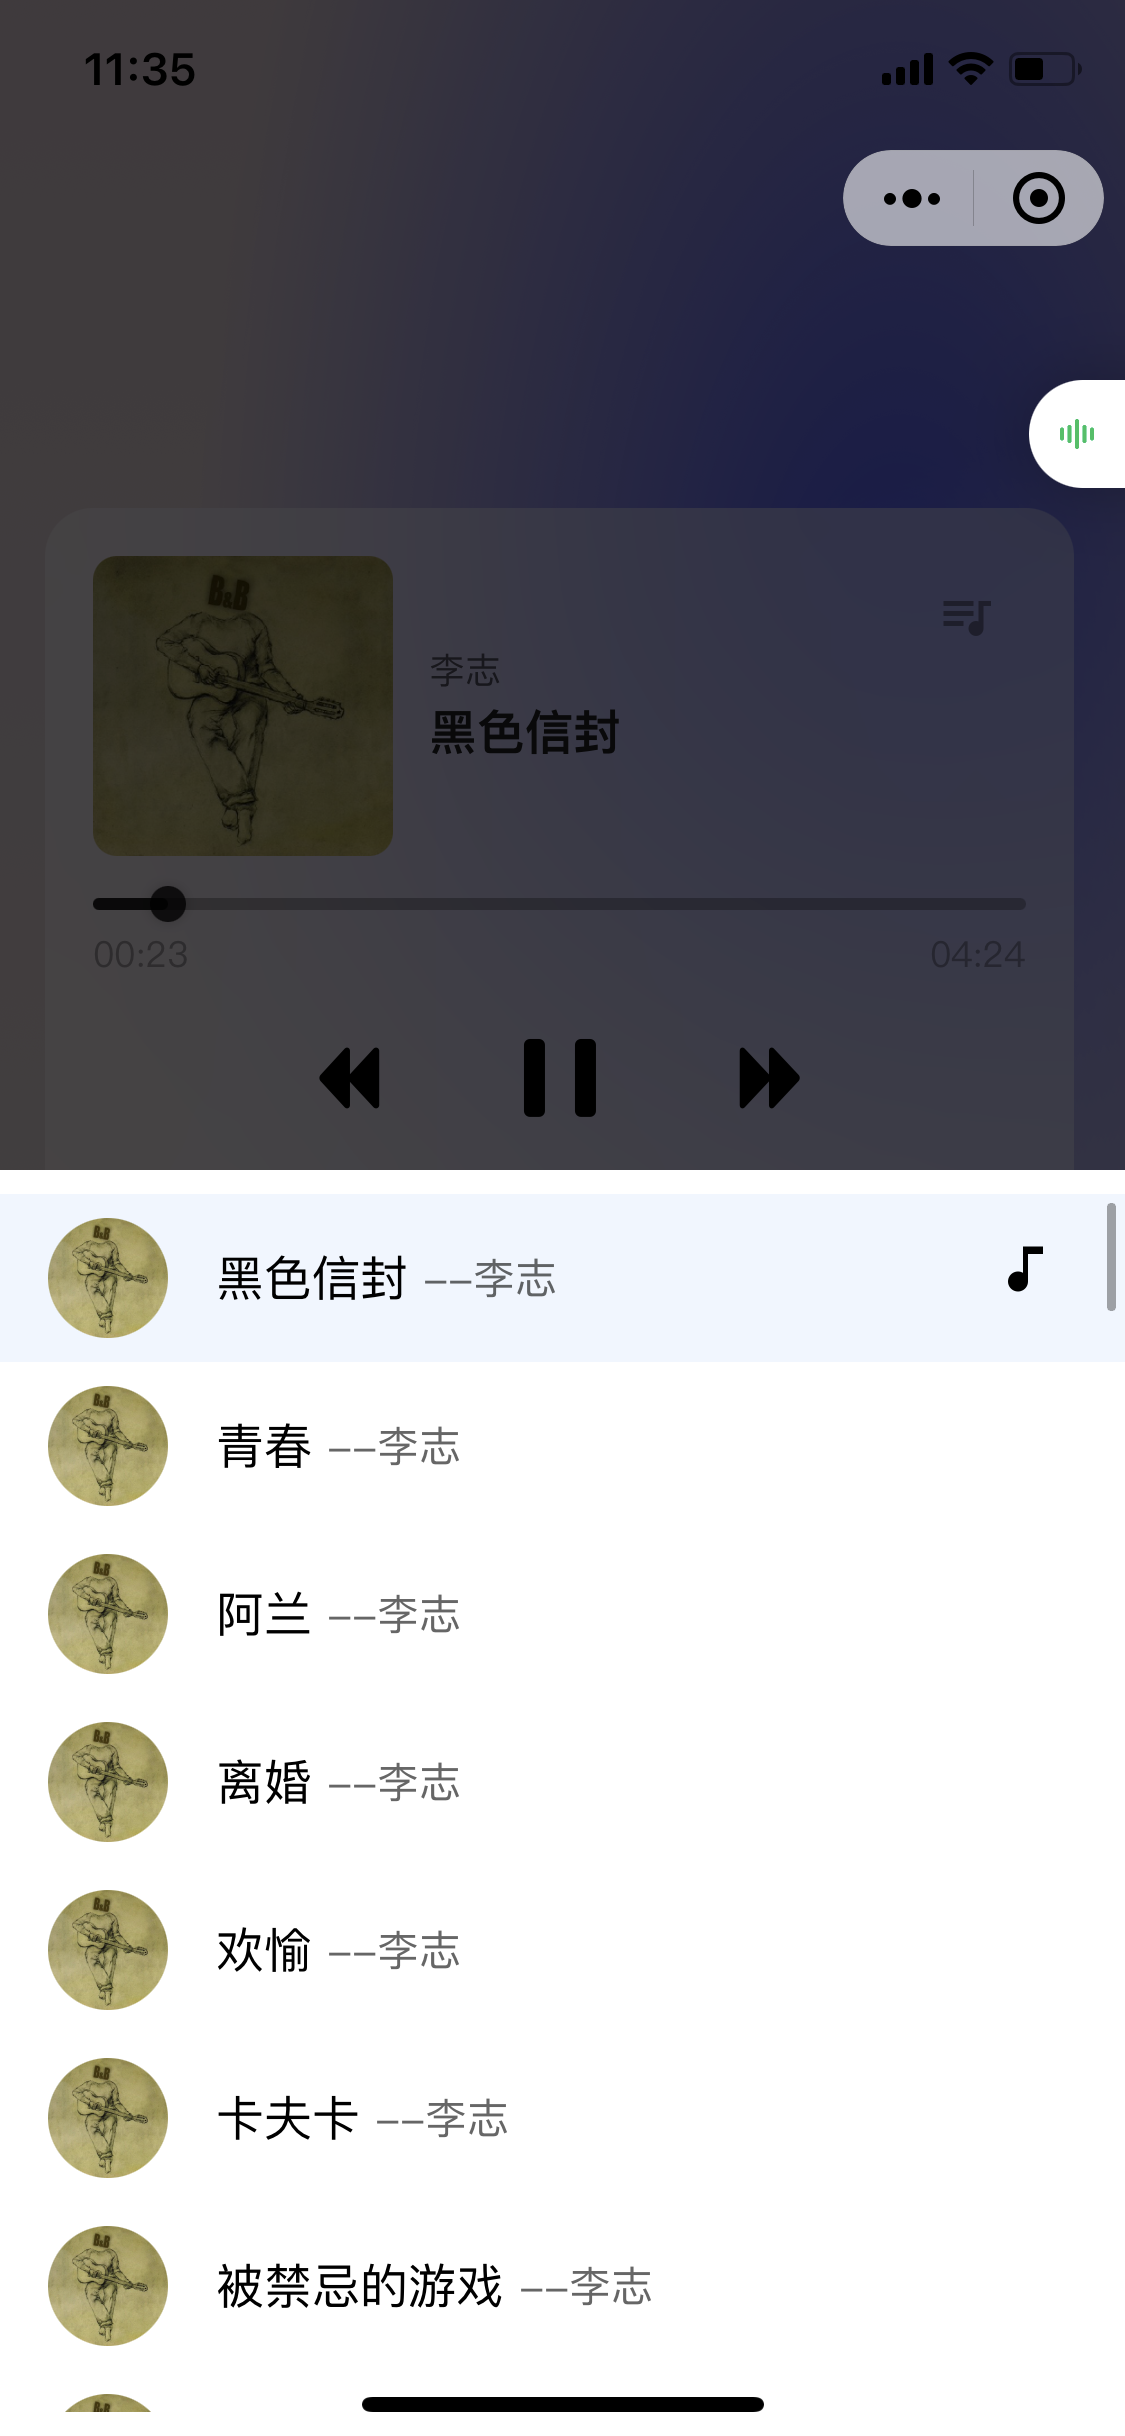 11:35
B&B
李志
黑色信封
00:23
04:24
黑色信封 --李志
青春 --李志
阿兰 --李志
离婚 --李志
欢愉 --李志
卡夫卡 --李志
被禁忌的游戏 --李志